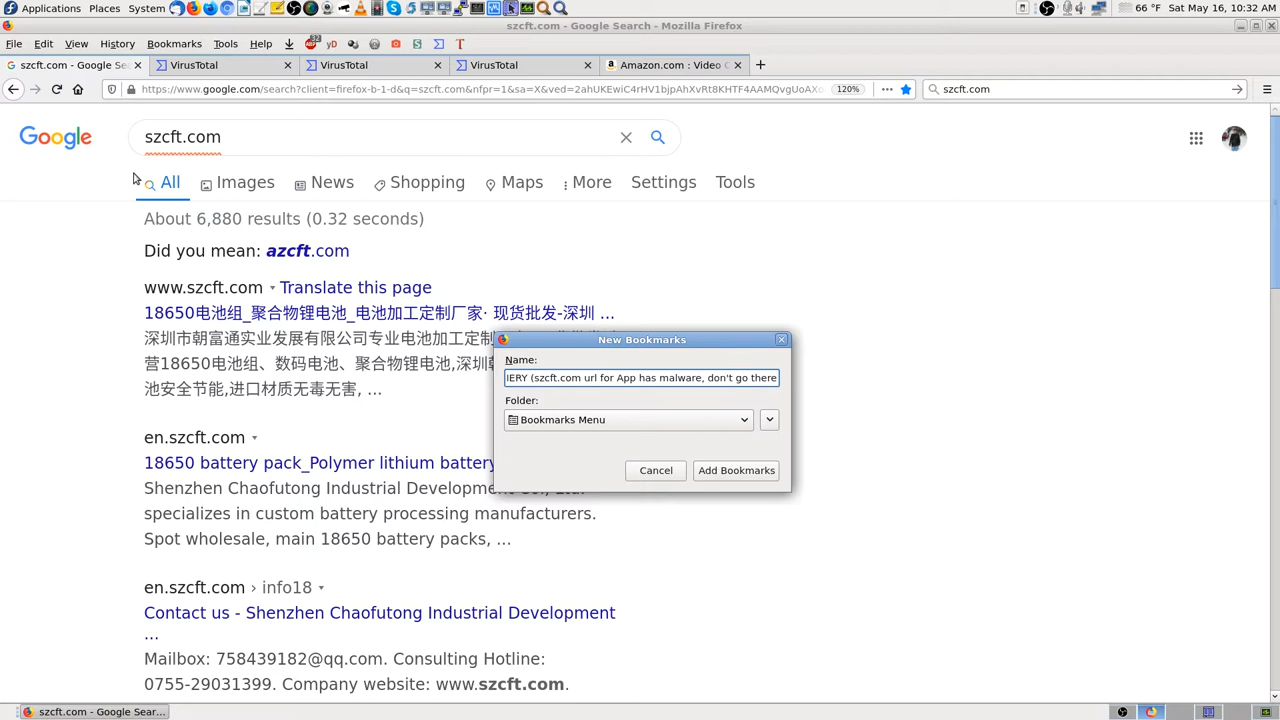 Applications Places System 66 °F Sat May 16, 10:32 AM
szcft.com - Google Search - Mozilla Firefox
File Edit View History Bookmarks Tools Help 32 yD S T
szcft.com - Google Se VirusTotal VirusTotal VirusTotal Amazon.com : Video C
https://www.google.com/search?client=firefox-b-1-d&q=szcft.com&nfpr=1&sa=X&ved=2ahUKEwiC4rHV1bjpAhXvRt8KHTF4AAMQvgUoAXo 120% szcft.com
Google szcft.com
All Images News Shopping Maps More Settings Tools
About 6,880 results (0.32 seconds)
Did you mean: azcft.com
www.szcft.com Translate this page
18650电池组_聚合物锂电池_电池加工定制厂家· 现货批发-深圳 ...
深圳市朝富通实业发展有限公司专业电池加工定
营18650电池组、数码电池、聚合物锂电池,深圳
池安全节能,进口材质无毒无害, ...
en.szcft.com
18650 battery pack_Polymer lithium battery
Shenzhen Chaofutong Industrial Development Co., Ltd.
specializes in custom battery processing manufacturers.
Spot wholesale, main 18650 battery packs, ...
en.szcft.com › info18
Contact us - Shenzhen Chaofutong Industrial Development
...
Mailbox: 758439182@qq.com. Consulting Hotline:
0755-29031399. Company website: www.szcft.com.
New Bookmarks
Name:
IERY (szcft.com url for App has malware, don't go there
Folder:
Bookmarks Menu
Cancel Add Bookmarks
szcft.com - Google Sear...